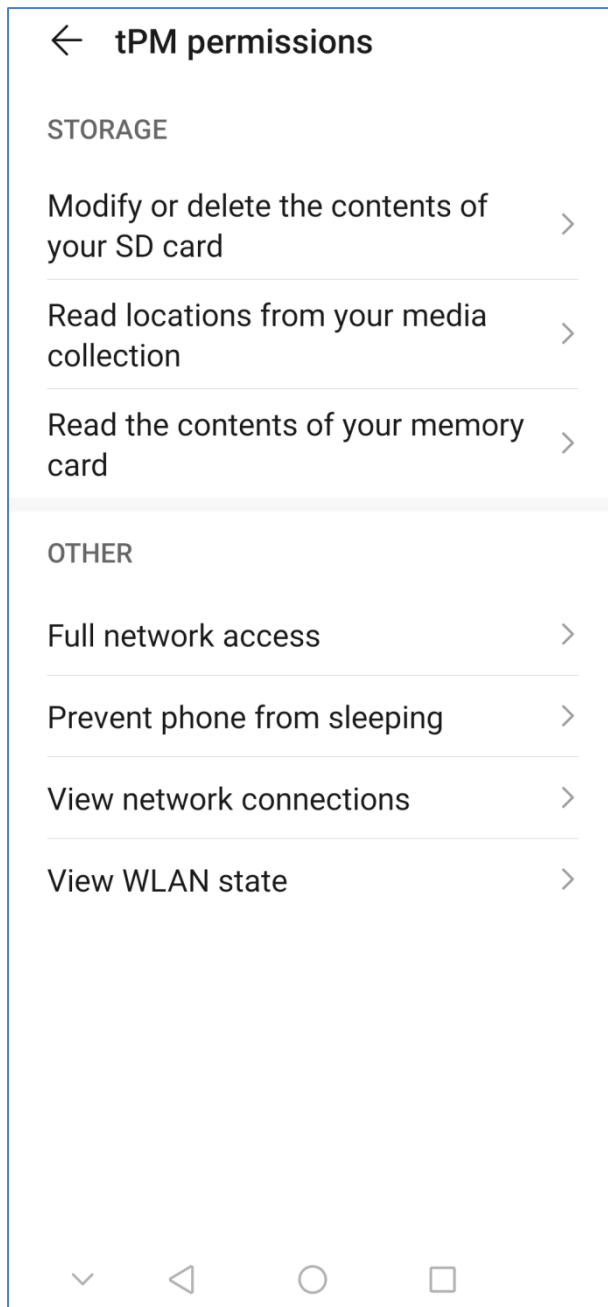 tPM permissions
STORAGE
Modify or delete the contents of
your SD card
Read locations from your media
collection
Read the contents of your memory
card
OTHER
Full network access
Prevent phone from sleeping
View network connections
View WLAN state